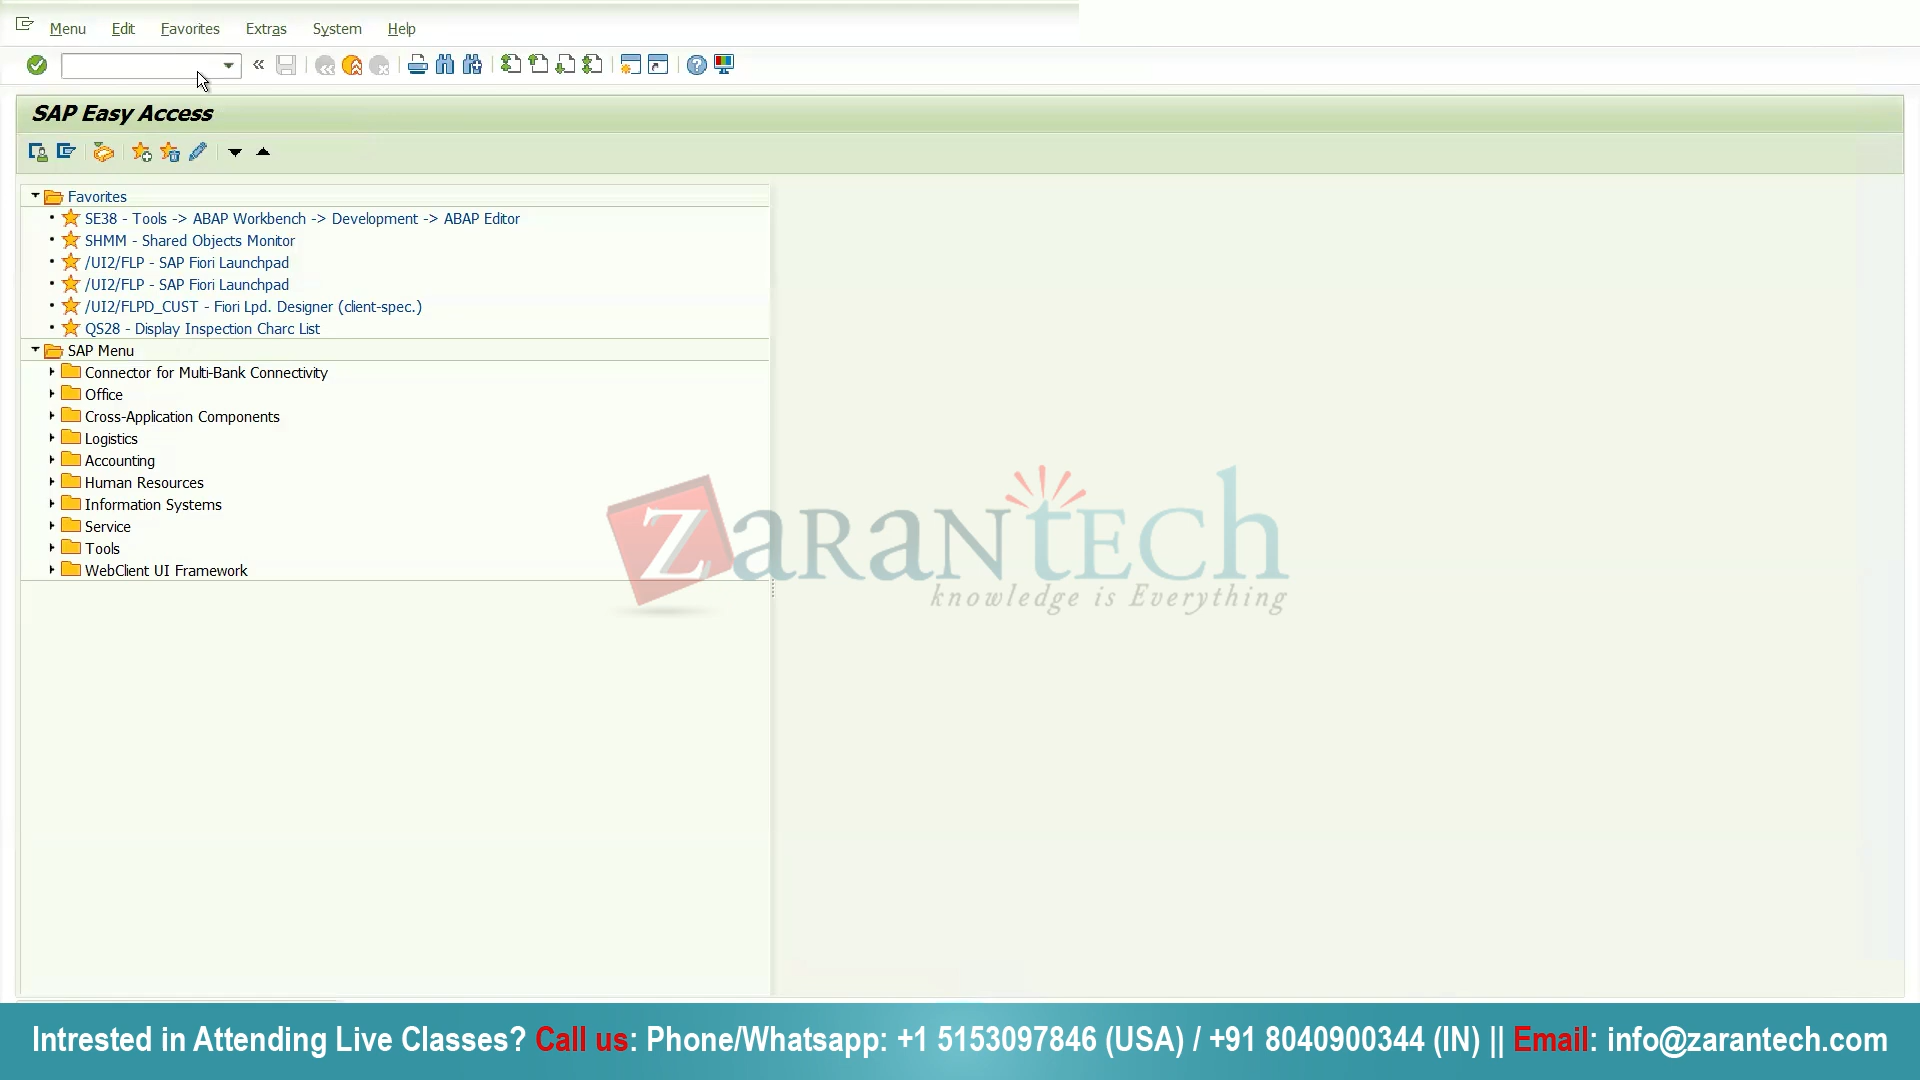 Menu Edit Favorites Extras System Help
SAP Easy Access
Favorites
SE38 - Tools -> ABAP Workbench -> Development -> ABAP Editor
SHMM - Shared Objects Monitor
/UI2/FLP - SAP Fiori Launchpad
/UI2/FLP - SAP Fiori Launchpad
/UI2/FLPD_CUST - Fiori Lpd. Designer (client-spec.)
QS28 - Display Inspection Charc List
SAP Menu
Connector for Multi-Bank Connectivity
Office
Cross-Application Components
Logistics
Accounting
Human Resources
Information Systems
Service
Tools
WebClient UI Framework
ZARANTECH
knowledge is Everything
Intrested in Attending Live Classes? Call us: Phone/Whatsapp: +1 5153097846 (USA) / +91 8040900344 (IN) || Email: info@zarantech.com